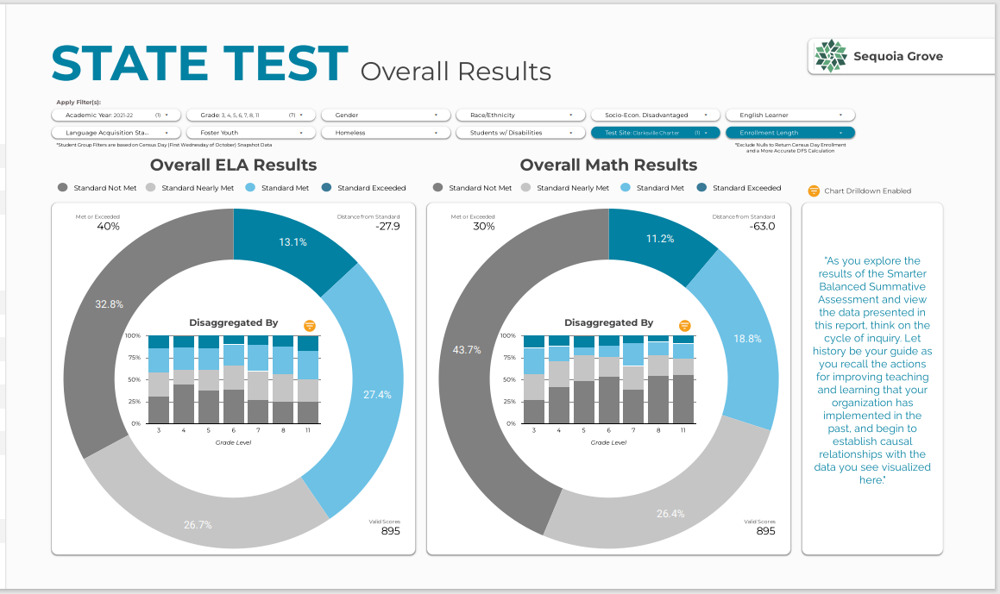 STATE TEST Overall Results
Sequoia Grove
Apply Filter(s):
Academic Year: 2021-22 (1)
Grade: 3, 4, 5, 6, 7, 8, 11 (7)
Gender
Race/Ethnicity
Socio-Econ. Disadvantaged
English Learner
Language Acquisition Sta...
Foster Youth
Homeless
Students w/ Disabilities
Test Site: Clarksville Charter (1)
Enrollment Length
*Student Group Filters are based on Census Day (First Wednesday of October) Snapshot Data
*Exclude Nulls to Return Census Day Enrollment
and a More Accurate DFS Calculation
Overall ELA Results
Standard Not Met
Standard Nearly Met
Standard Met
Standard Exceeded
Met or Exceeded
40%
Distance from Standard
-27.9
13.1%
32.8%
27.4%
26.7%
Disaggregated By
100%
75%
50%
25%
0%
3 4 5 6 7 8 11
Grade Level
Valid Scores
895
Overall Math Results
Standard Not Met
Standard Nearly Met
Standard Met
Standard Exceeded
Met or Exceeded
30%
Distance from Standard
-63.0
11.2%
18.8%
43.7%
26.4%
Disaggregated By
100%
75%
50%
25%
0%
3 4 5 6 7 8 11
Grade Level
Valid Scores
895
Chart Drilldown Enabled
"As you explore the
results of the Smarter
Balanced Summative
Assessment and view
the data presented in
this report, think on the
cycle of inquiry. Let
history be your guide as
you recall the actions
for improving teaching
and learning that your
organization has
implemented in the
past, and begin to
establish causal
relationships with the
data you see visualized
here."